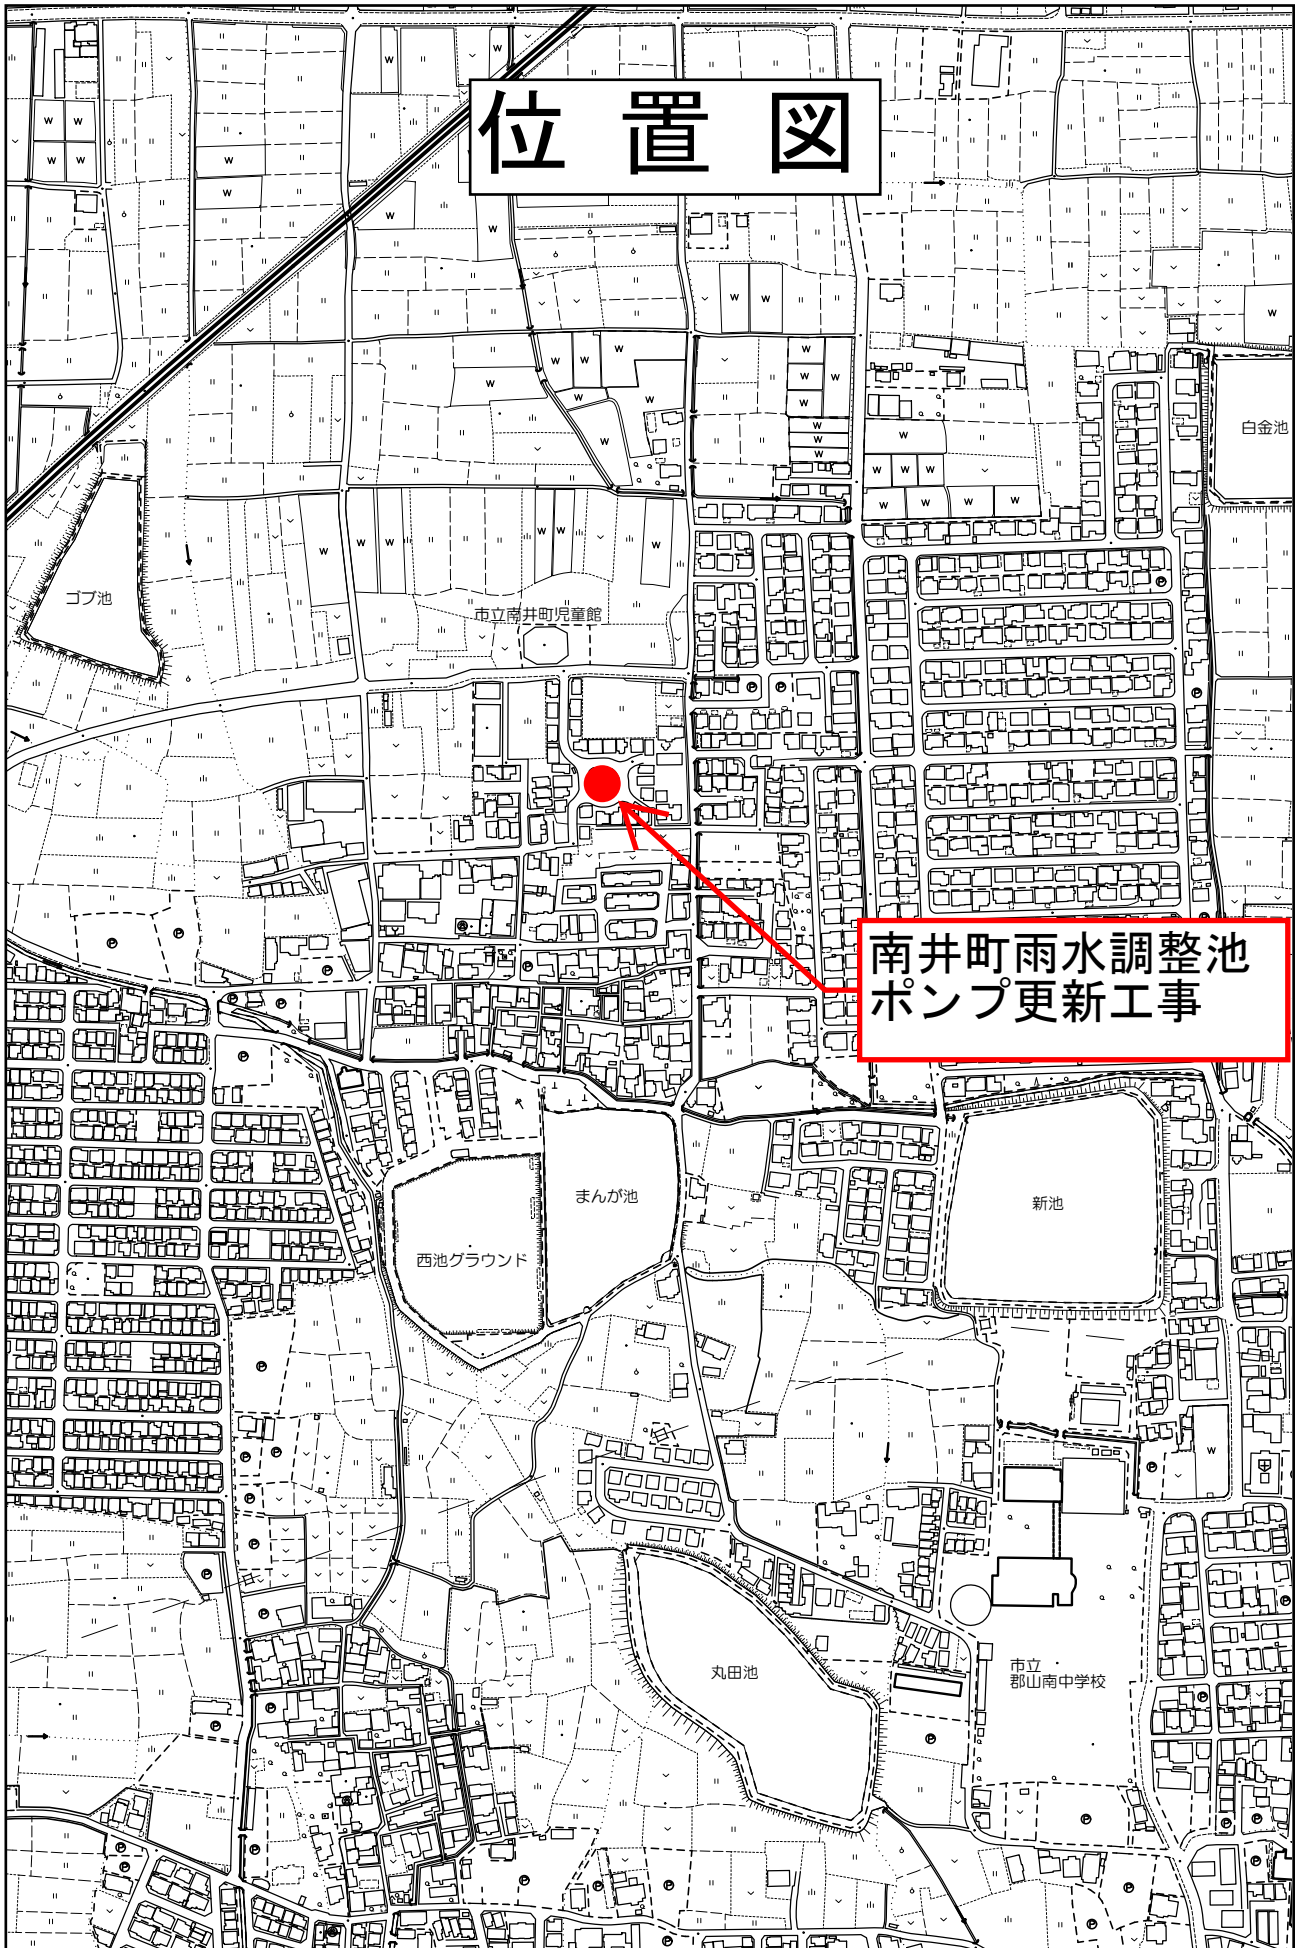 位置図
白金池
ゴブ池
市立南井町児童館
南井町雨水調整池
ポンプ更新工事
まんが池
新池
西池グラウンド
丸田池
市立
郡山南中学校